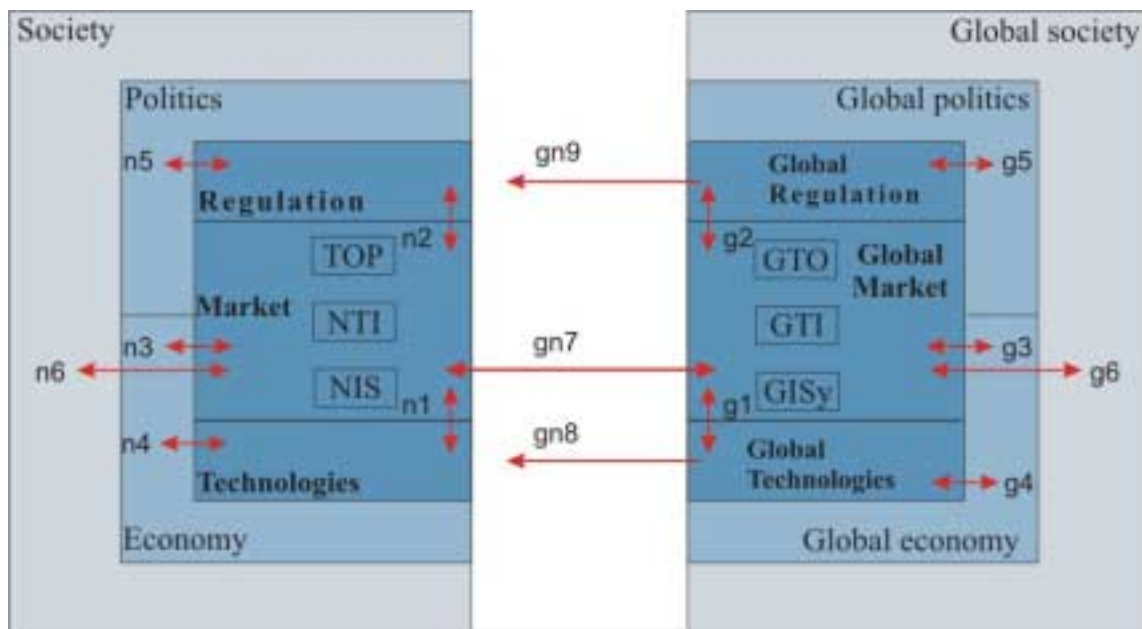 Society
Politics
n5
Regulation
n2
TOP
Market
NTI
n3
n6
NIS
n1
n4
Technologies
Economy
gn9
gn7
gn8
Global society
Global politics
Global
Regulation
g5
g2
GTO
Global
Market
GTI
g3
g6
GISy
g1
Global
Technologies
g4
Global economy